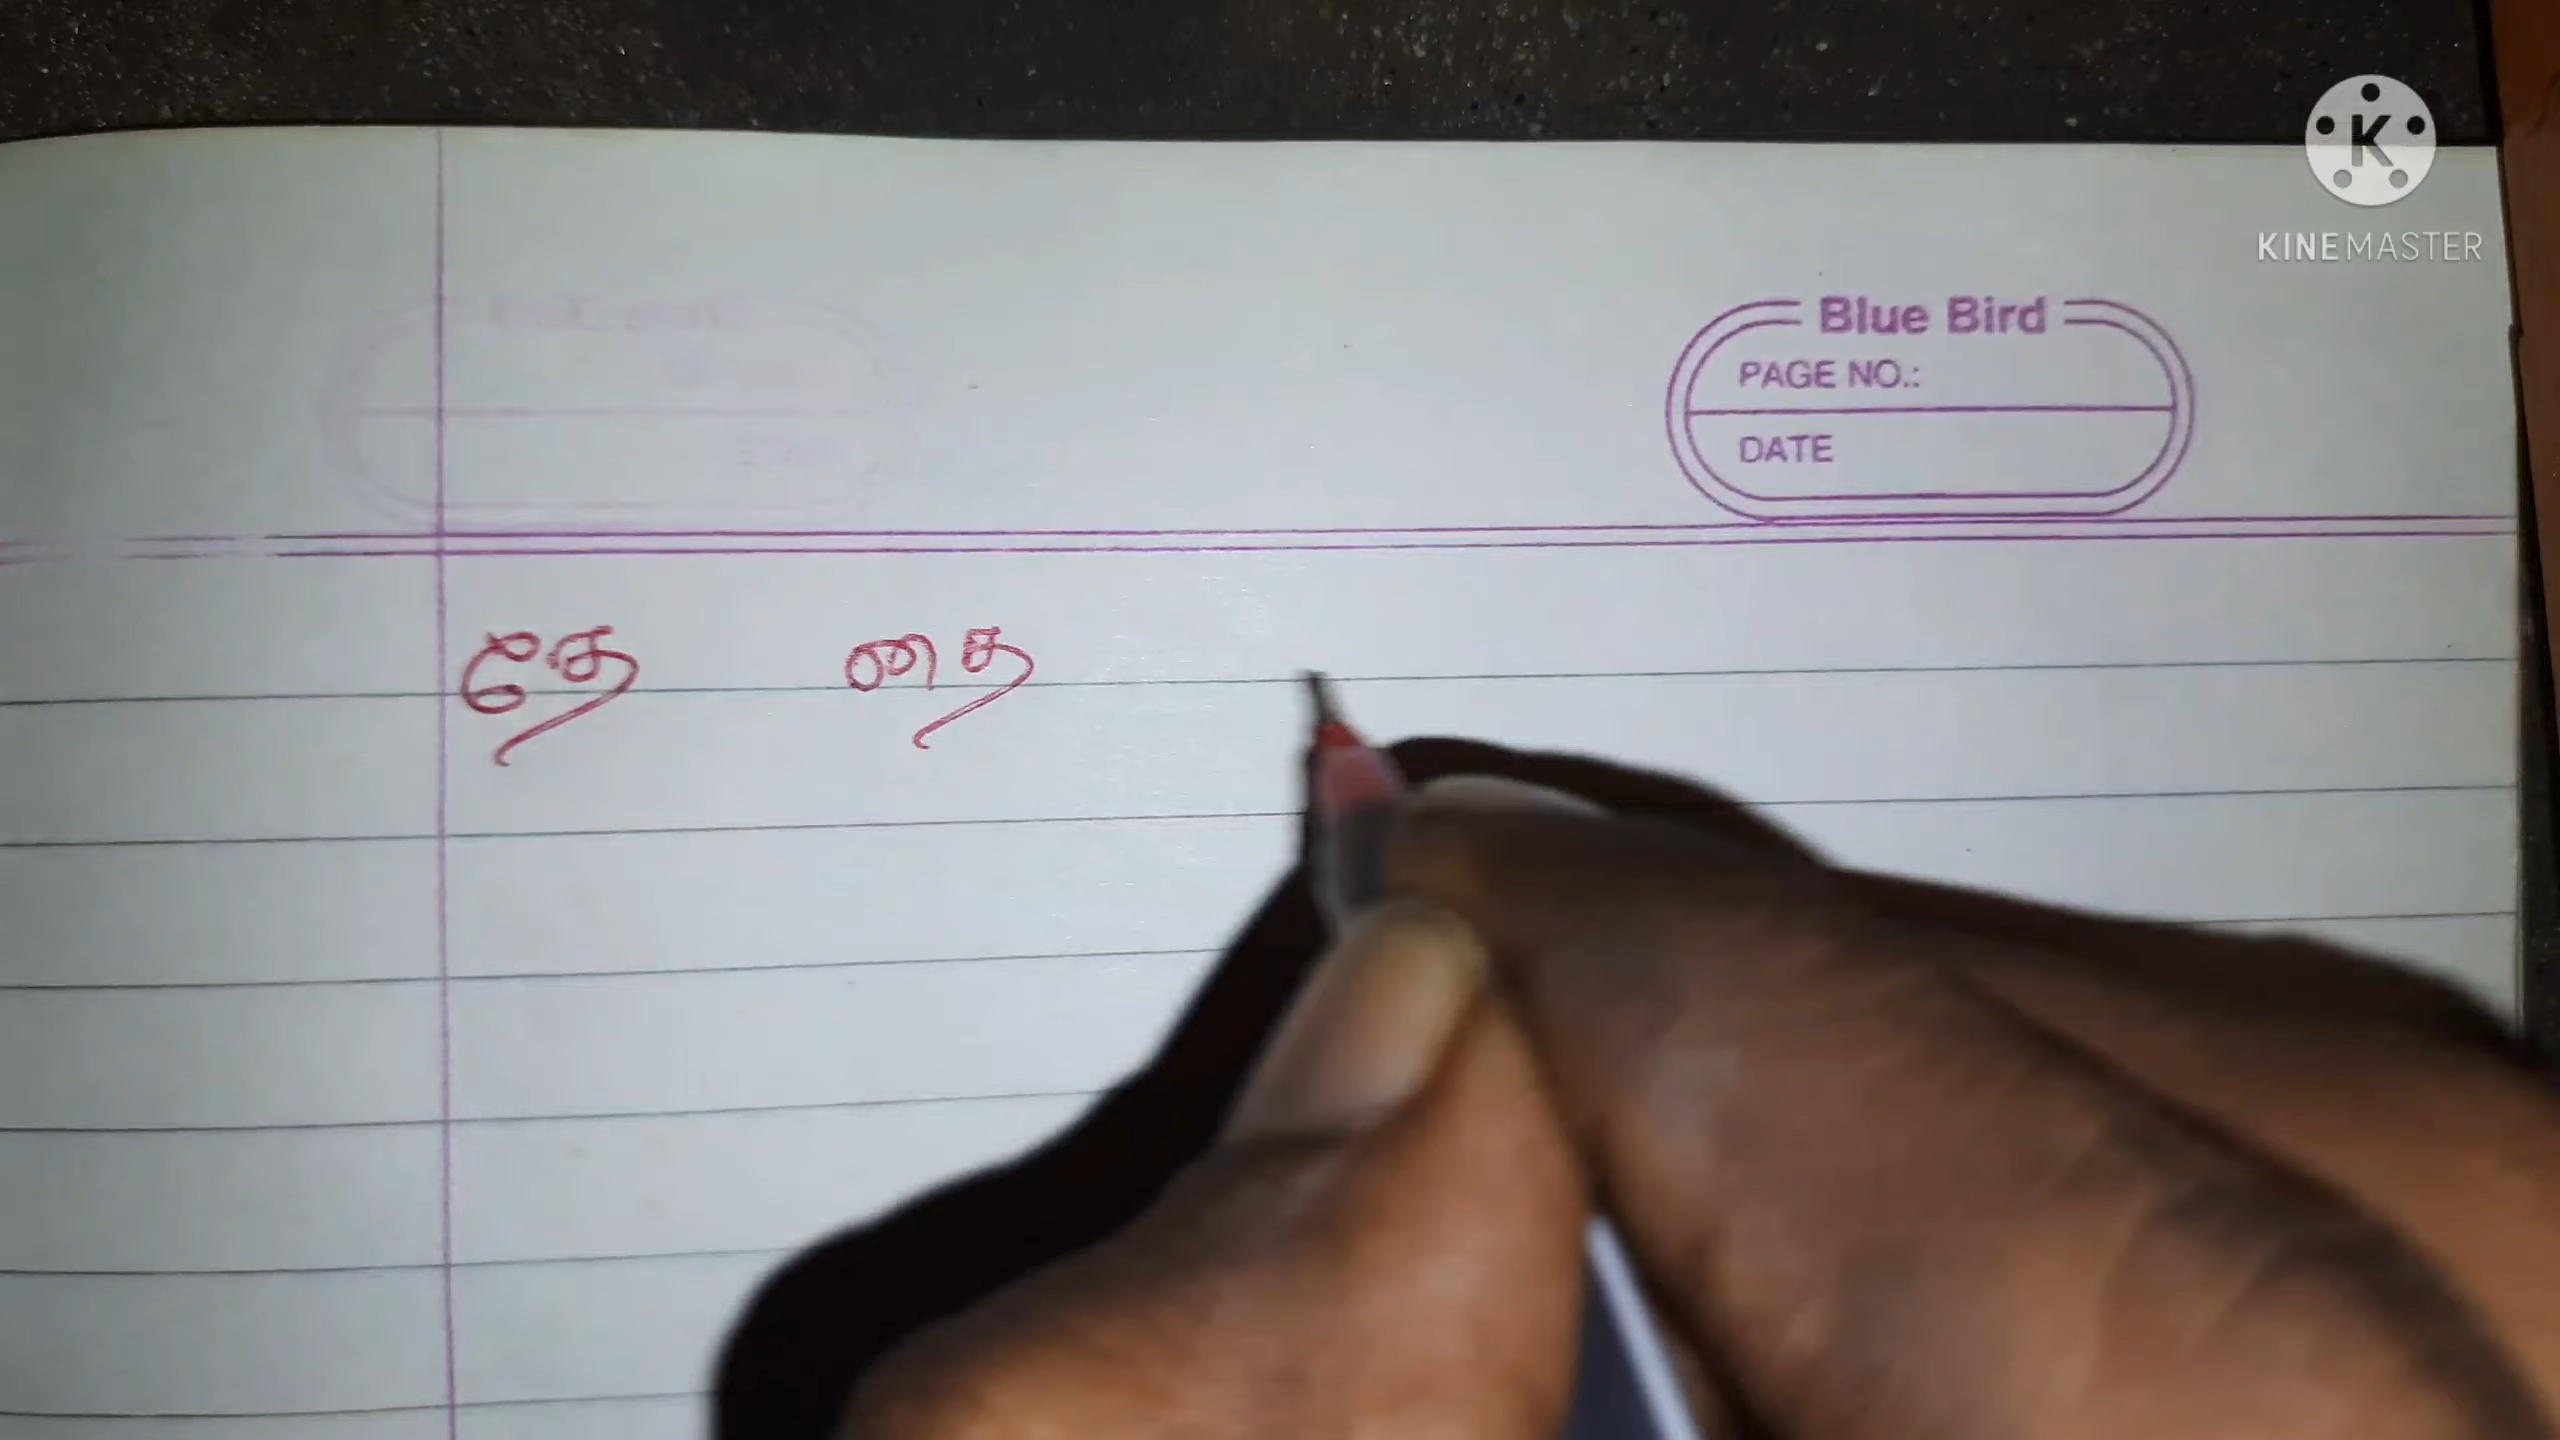 K
KINEMASTER
Blue Bird
PAGE NO.:
DATE
தே தை